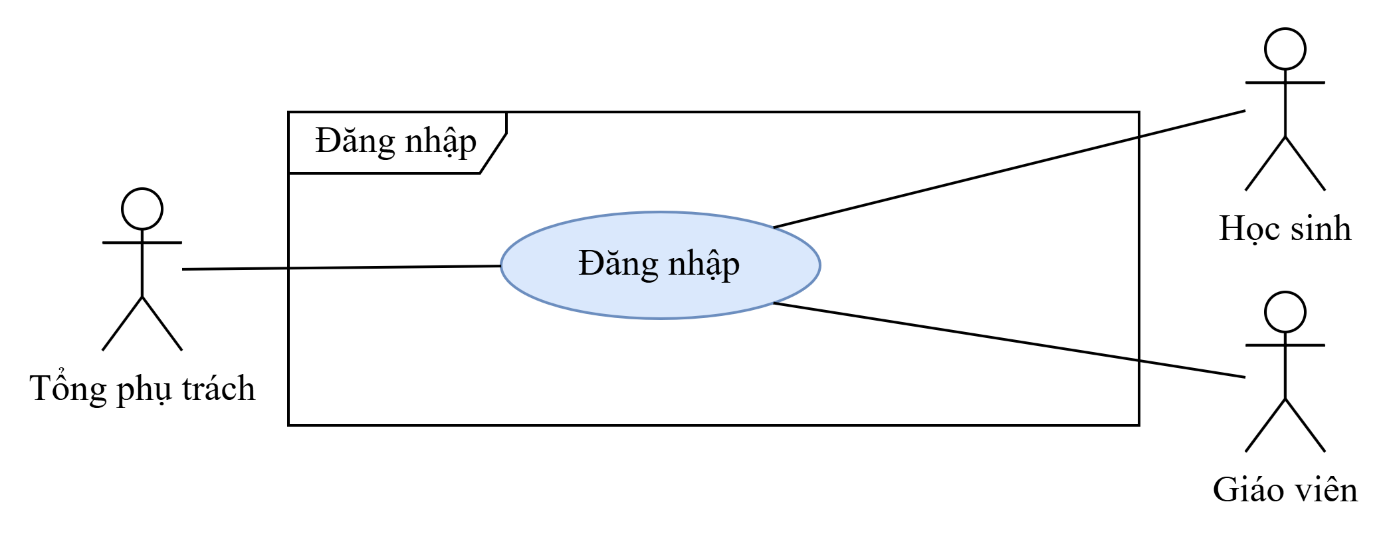 Đăng nhập
Đăng nhập
Tổng phụ trách
Học sinh
Giáo viên